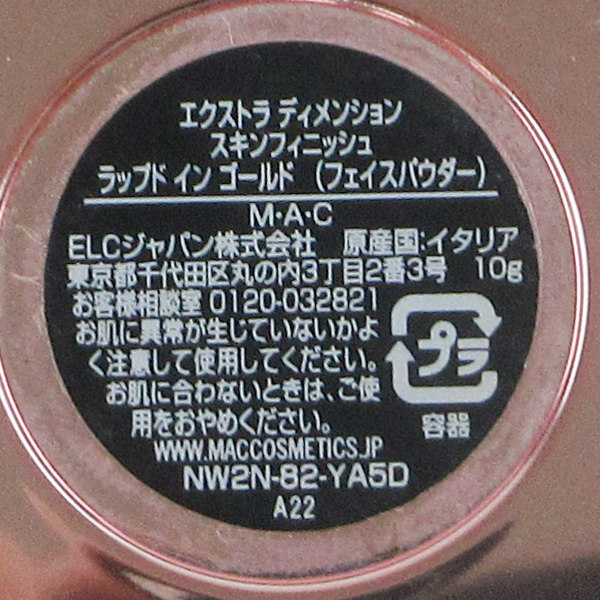 エクストラ ディメンション
スキンフィニッシュ
ラップド イン ゴールド （フェイスパウダー）
M・A・C
ELCジャパン株式会社　原産国:イタリア
東京都千代田区丸の内3丁目2番3号　10g
お客様相談室 0120-032821
お肌に異常が生じていないかよ
く注意して使用してください。
お肌に合わないときは、ご使
用をおやめください。
プラ
容器
WWW.MACCOSMETICS.JP
NW2N-82-YA5D
A22